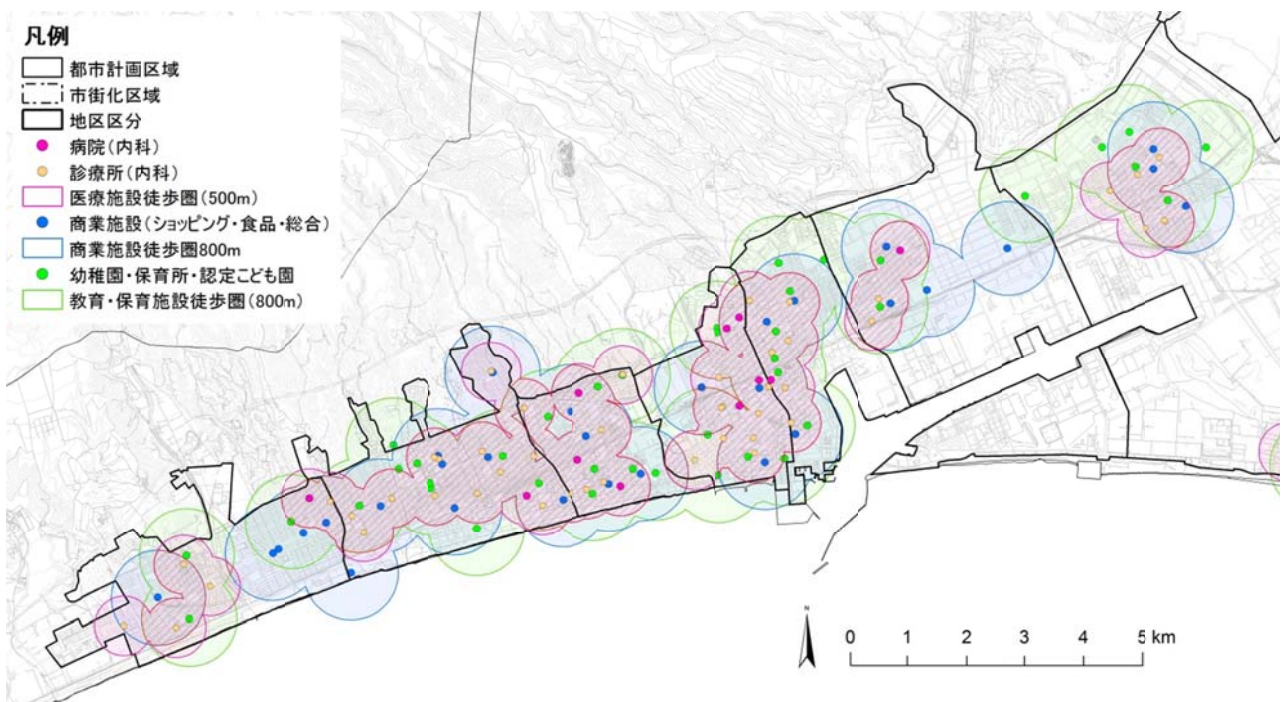 凡例
都市計画区域
市街化区域
地区区分
病院(内科)
診療所(内科)
医療施設徒歩圏(500m)
商業施設(ショッピング・食品・総合)
商業施設徒歩圏800m
幼稚園・保育所・認定こども園
教育・保育施設徒歩圏(800m)
N
0 1 2 3 4 5 km